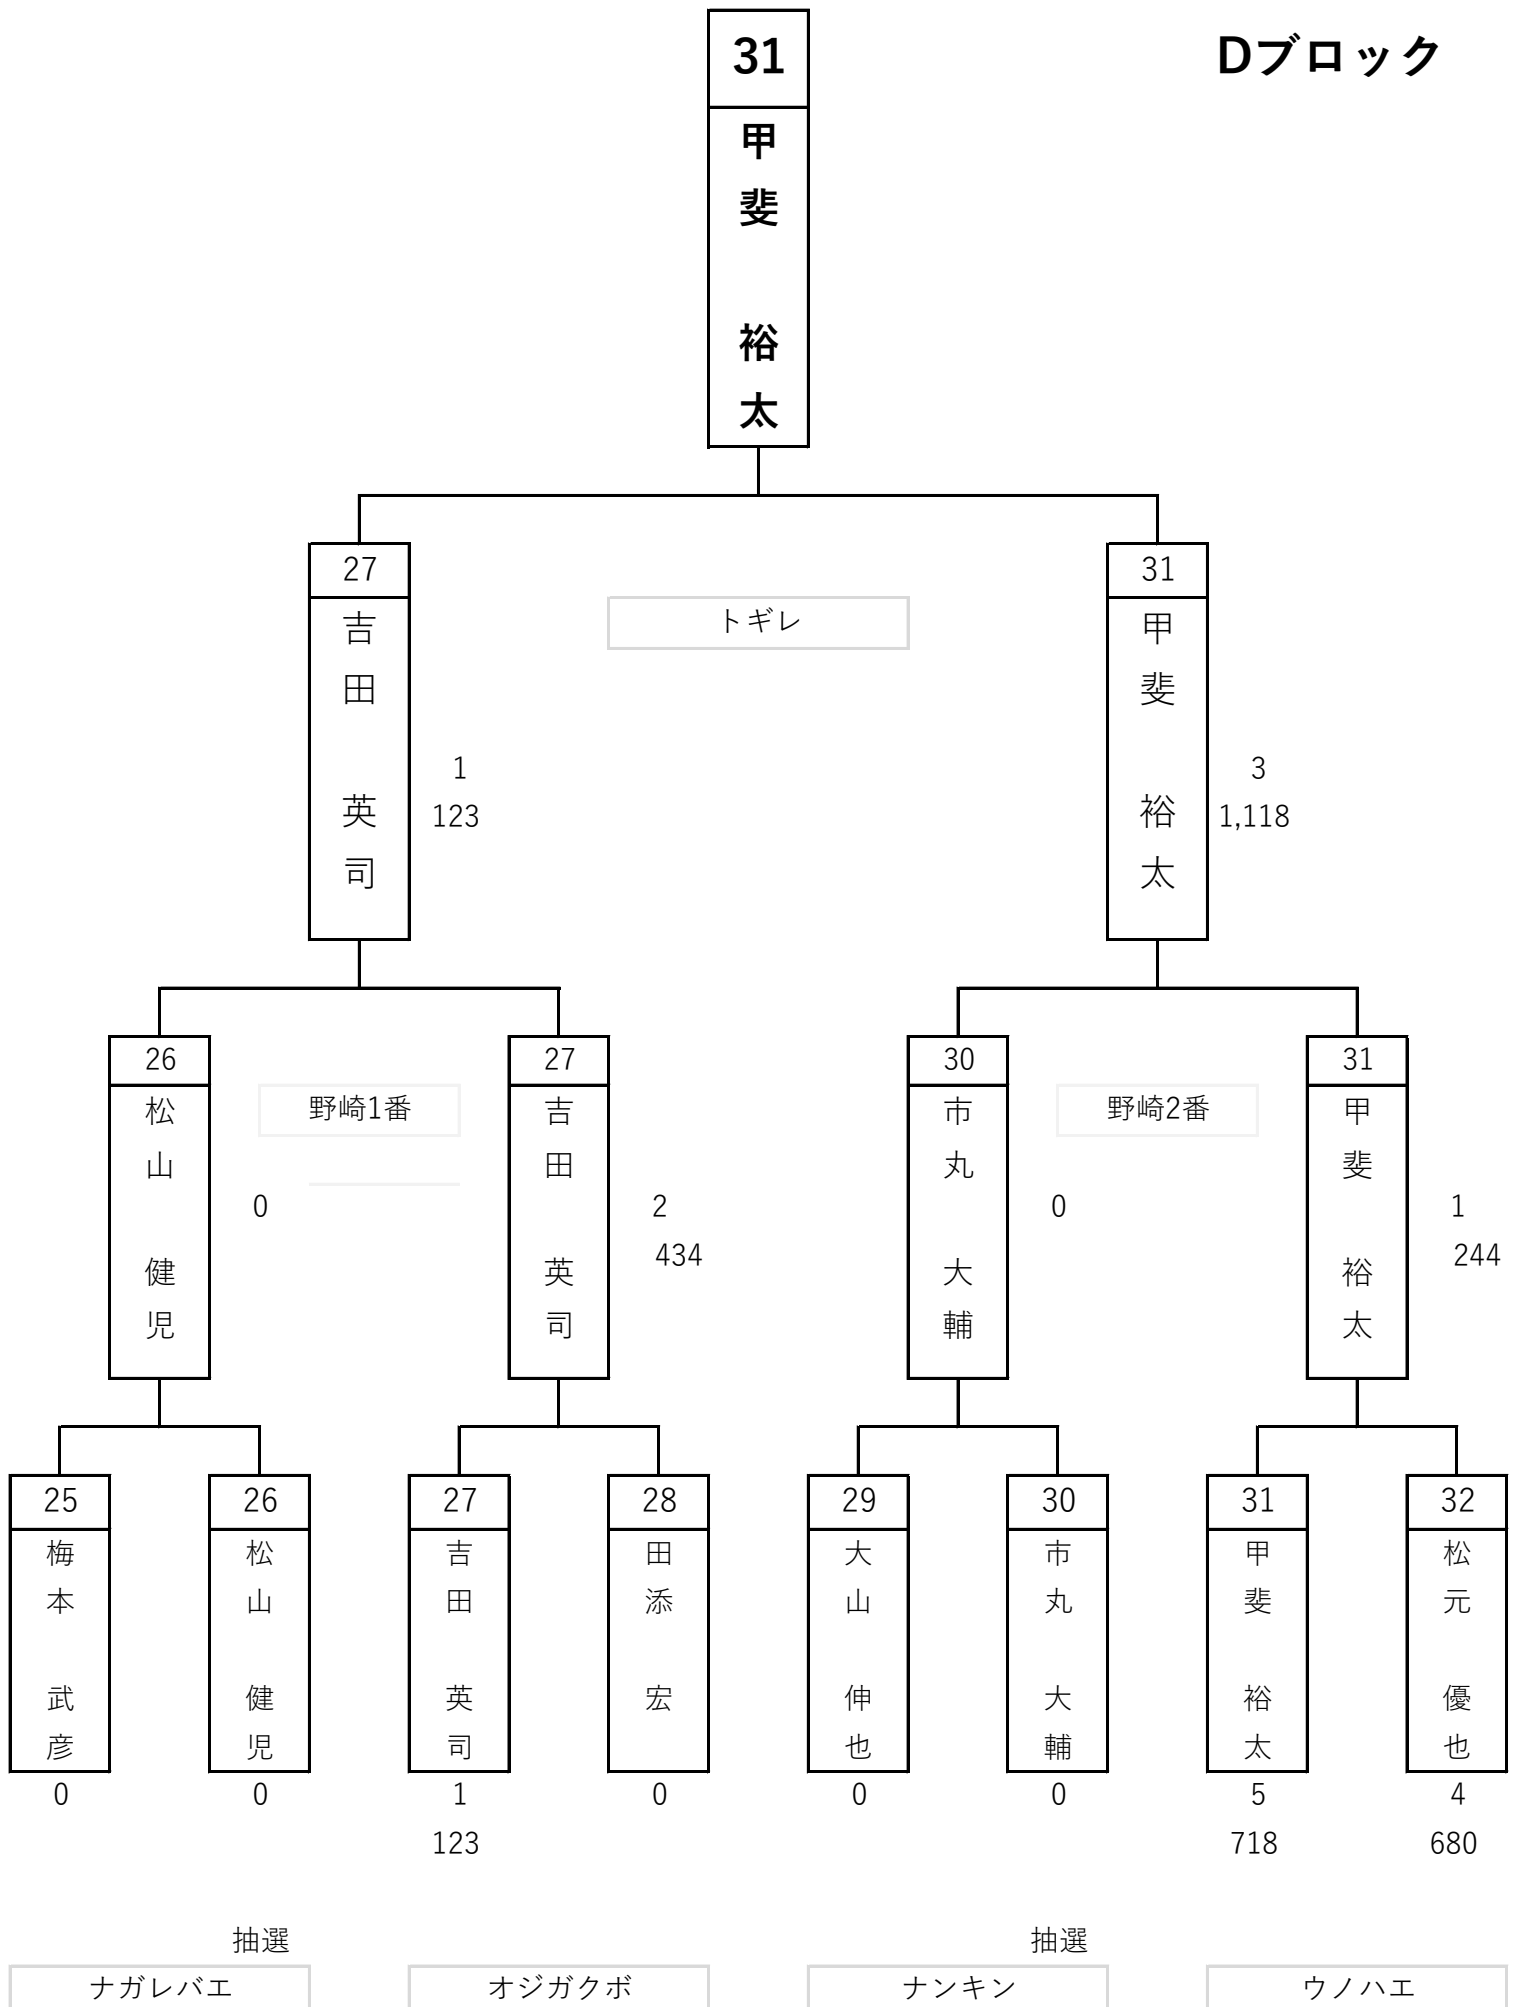 Dブロック
31
甲斐 裕太
27
吉田 英司
1
123
トギレ
31
甲斐 裕太
3
1,118
26
松山 健児
0
野崎1番
27
吉田 英司
2
434
30
市丸 大輔
0
野崎2番
31
甲斐 裕太
1
244
25
梅本 武彦
0
26
松山 健児
0
27
吉田 英司
1
123
28
田添 宏
0
29
大山 伸也
0
30
市丸 大輔
0
31
甲斐 裕太
5
718
32
松元 優也
4
680
抽選
抽選
ナガレバエ
オジガクボ
ナンキン
ウノハエ